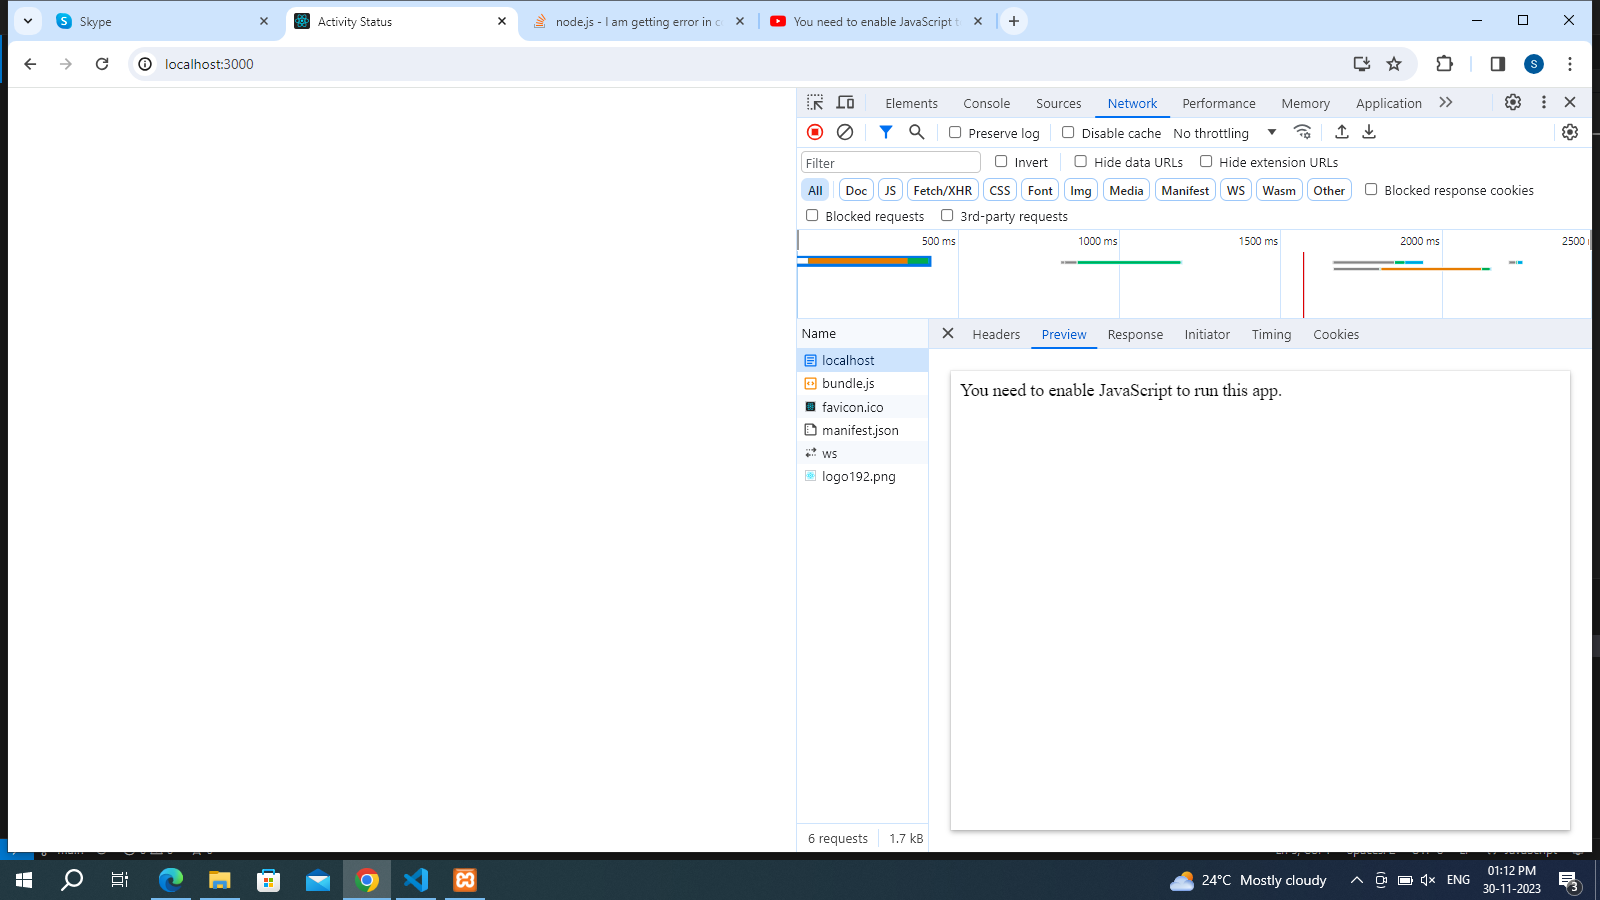 Skype
Activity Status
node.js - I am getting error in c
You need to enable JavaScript t
localhost:3000
S
Elements Console Sources Network Performance Memory Application
Preserve log Disable cache No throttling
Filter Invert Hide data URLs Hide extension URLs
All Doc JS Fetch/XHR CSS Font Img Media Manifest WS Wasm Other Blocked response cookies
Blocked requests 3rd-party requests
500 ms 1000 ms 1500 ms 2000 ms 2500
Name
Headers Preview Response Initiator Timing Cookies
localhost
bundle.js
favicon.ico
manifest.json
ws
logo192.png
You need to enable JavaScript to run this app.
6 requests 1.7 kB
24°C Mostly cloudy
ENG
01:12 PM
30-11-2023
3